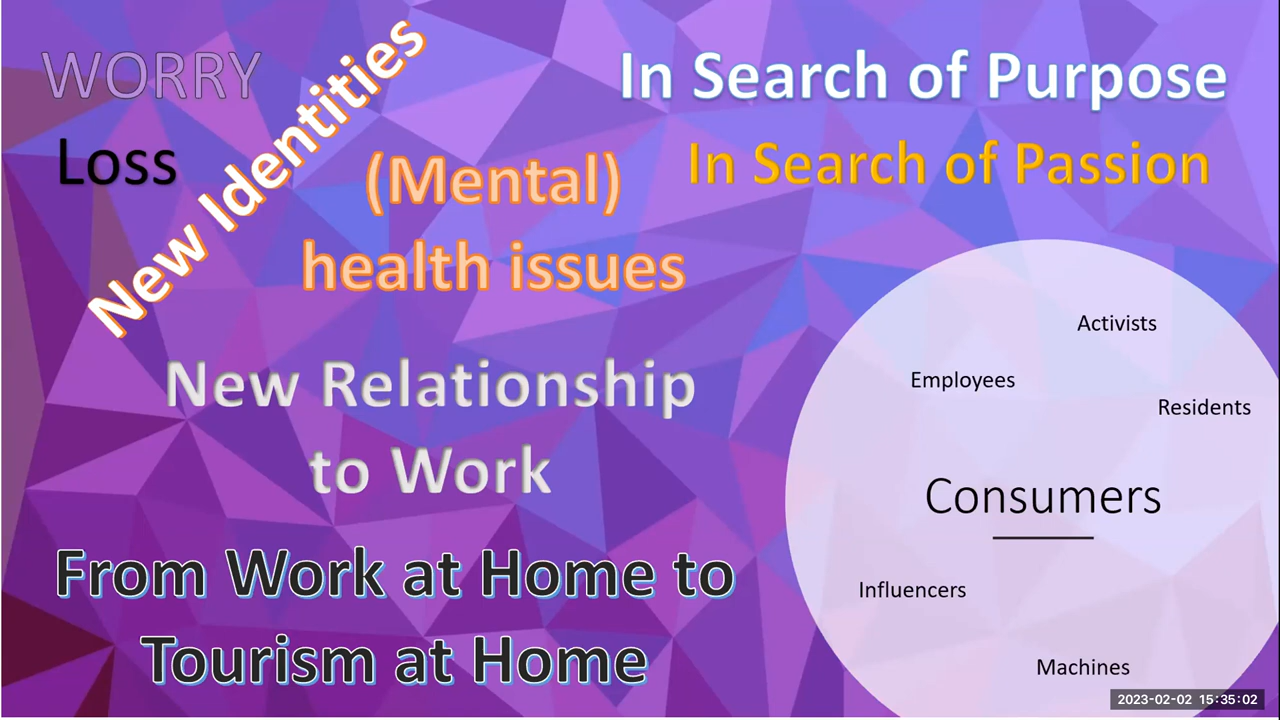 WORRY
Loss
New Identities
(Mental)
health issues
In Search of Purpose
In Search of Passion
New Relationship
to Work
From Work at Home to
Tourism at Home
Activists
Employees
Residents
Consumers
Influencers
Machines
2023-02-02 15:35:02